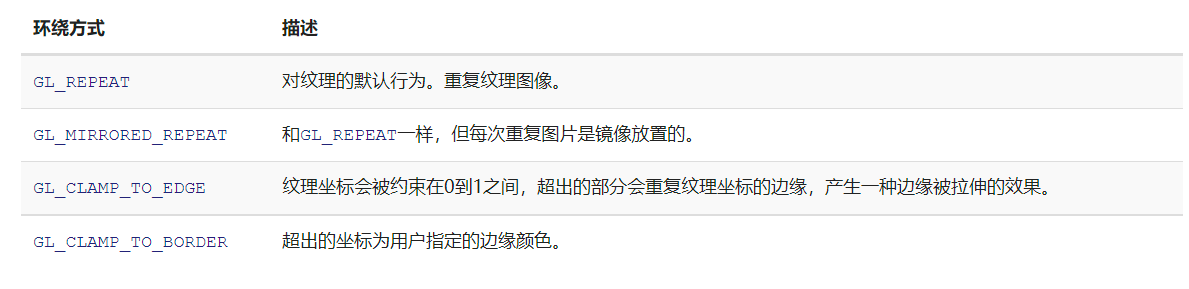 环绕方式 描述
GL_REPEAT 对纹理的默认行为。重复纹理图像。
GL_MIRRORED_REPEAT 和GL_REPEAT一样，但每次重复图片是镜像放置的。
GL_CLAMP_TO_EDGE 纹理坐标会被约束在0到1之间，超出的部分会重复纹理坐标的边缘，产生一种边缘被拉伸的效果。
GL_CLAMP_TO_BORDER 超出的坐标为用户指定的边缘颜色。